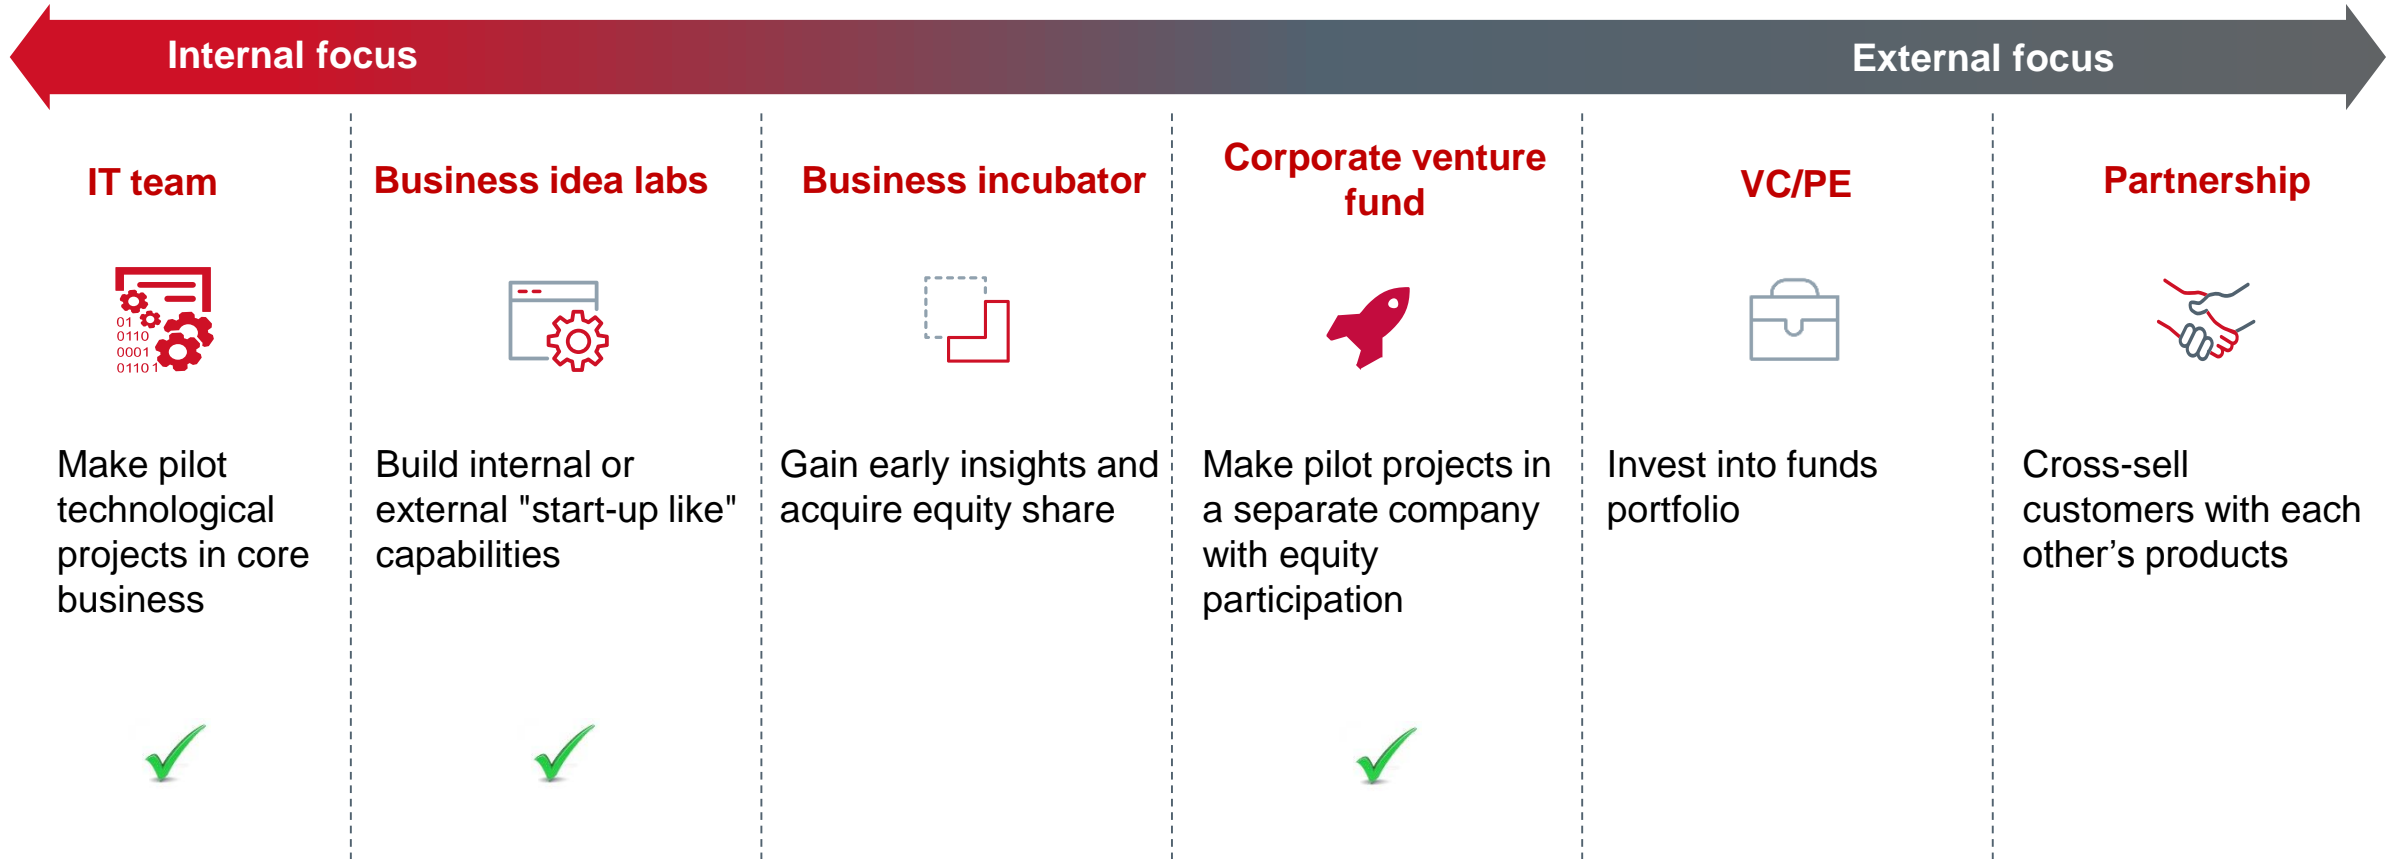 Internal focus
External focus
IT team
Business idea labs
Business incubator
Corporate venture
fund
VC/PE
Partnership
01
0110
0001
01101
Make pilot
technological
projects in core
business
Build internal or
external "start-up like"
capabilities
Gain early insights and
acquire equity share
Make pilot projects in
a separate company
with equity
participation
Invest into funds
portfolio
Cross-sell
customers with each
other’s products